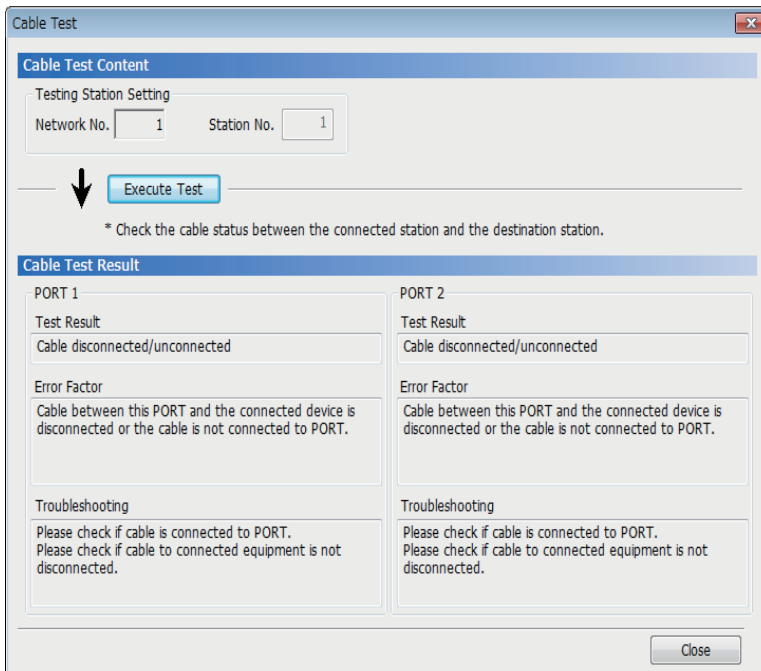 Cable Test
Cable Test Content
Testing Station Setting
Network No. 1 Station No. 1
Execute Test
* Check the cable status between the connected station and the destination station.
Cable Test Result
PORT 1
Test Result
Cable disconnected/unconnected
Error Factor
Cable between this PORT and the connected device is
disconnected or the cable is not connected to PORT.
Troubleshooting
Please check if cable is connected to PORT.
Please check if cable to connected equipment is not
disconnected.
PORT 2
Test Result
Cable disconnected/unconnected
Error Factor
Cable between this PORT and the connected device is
disconnected or the cable is not connected to PORT.
Troubleshooting
Please check if cable is connected to PORT.
Please check if cable to connected equipment is not
disconnected.
Close